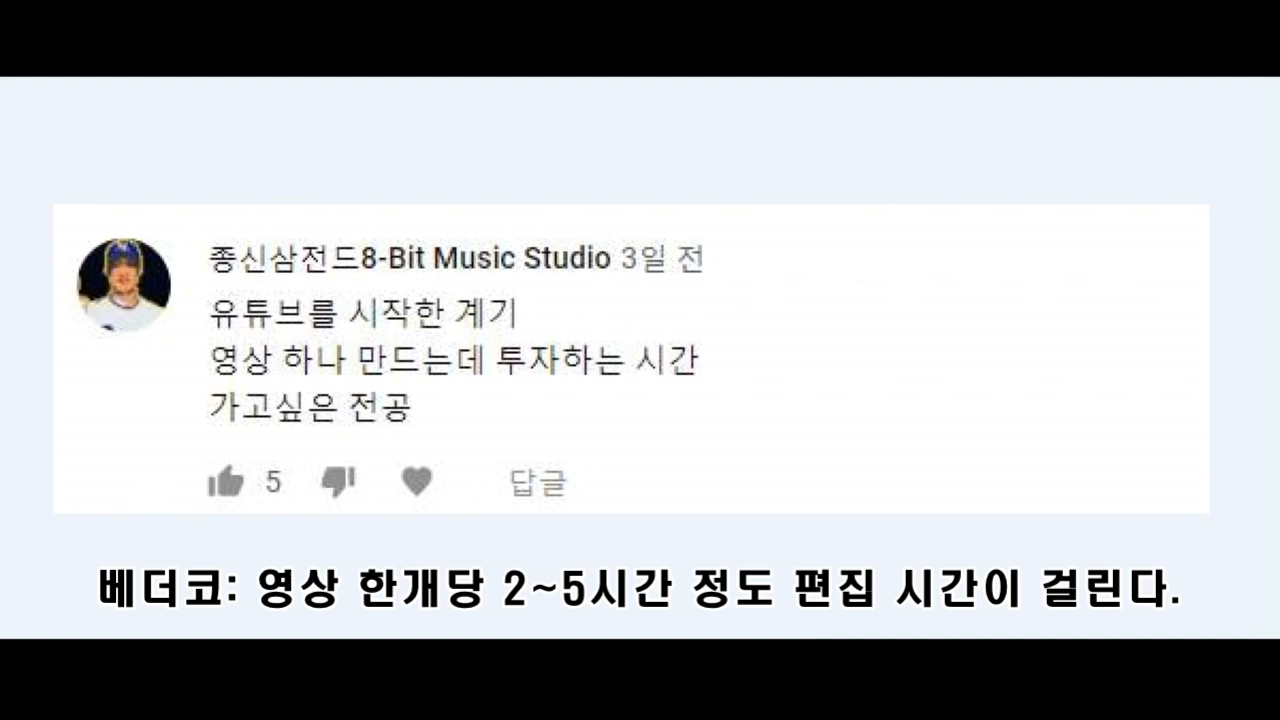 종신삼전드8-Bit Music Studio 3일 전
유튜브를 시작한 계기
영상 하나 만드는데 투자하는 시간
가고싶은 전공
5 답글
베더코: 영상 한개당 2~5시간 정도 편집 시간이 걸린다.